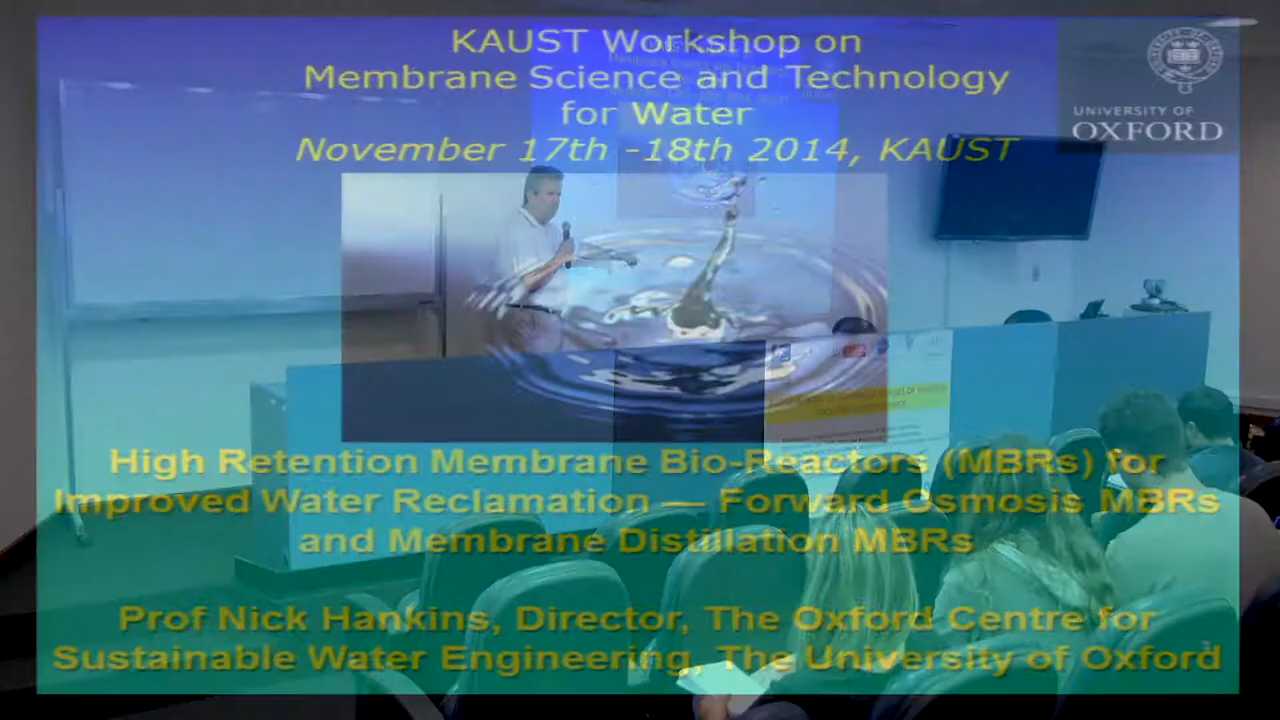 KAUST Workshop on
Membrane Science and Technology
for Water
November 17th -18th 2014, KAUST
UNIVERSITY OF
OXFORD
High Retention Membrane Bio-Reactors (MBRs) for
Improved Water Reclamation — Forward Osmosis MBRs
and Membrane Distillation MBRs
Prof Nick Hankins, Director, The Oxford Centre for
Sustainable Water Engineering, The University of Oxford